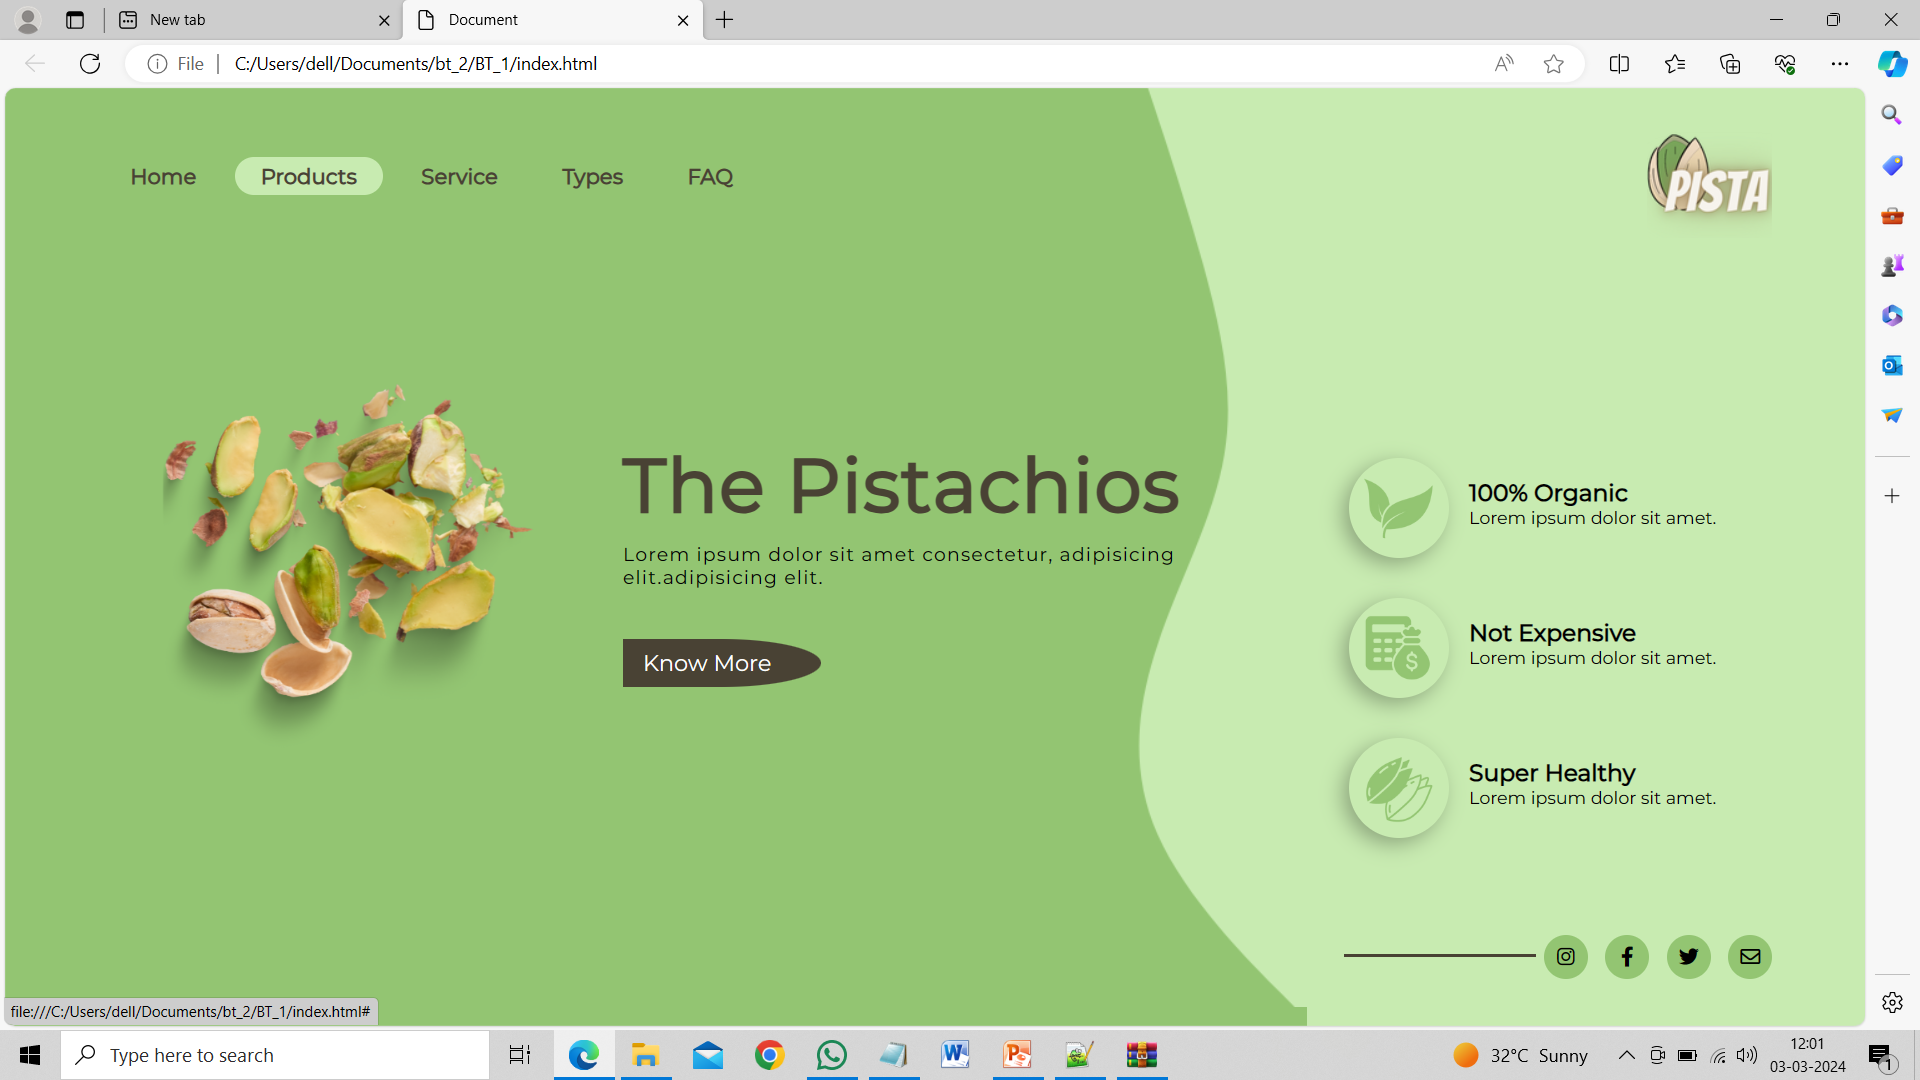 New tab
Document
File
C:/Users/dell/Documents/bt_2/BT_1/index.html
Home
Products
Service
Types
FAQ
PISTA
The Pistachios
Lorem ipsum dolor sit amet consectetur, adipisicing
elit.adipisicing elit.
Know More
100% Organic
Lorem ipsum dolor sit amet.
Not Expensive
Lorem ipsum dolor sit amet.
Super Healthy
Lorem ipsum dolor sit amet.
file:///C:/Users/dell/Documents/bt_2/BT_1/index.html#
Type here to search
32°C Sunny
12:01
03-03-2024
1